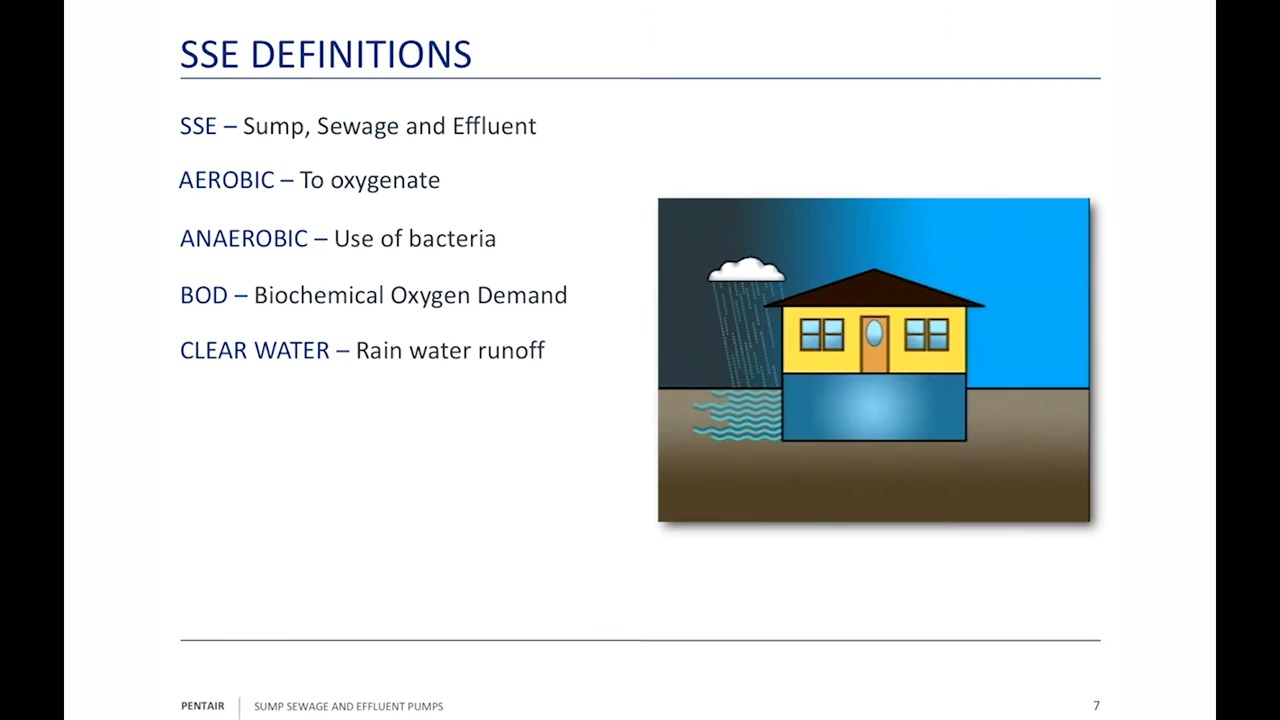 SSE DEFINITIONS
SSE – Sump, Sewage and Effluent
AEROBIC – To oxygenate
ANAEROBIC – Use of bacteria
BOD – Biochemical Oxygen Demand
CLEAR WATER – Rain water runoff
PENTAIR SUMP SEWAGE AND EFFLUENT PUMPS 7